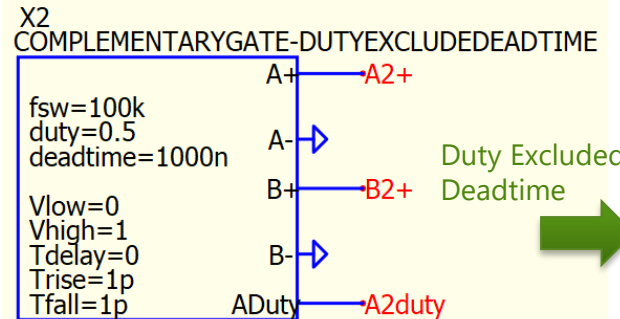 X2
COMPLEMENTARYGATE-DUTYEXCLUDEDEADTIME
A+
A2+
fsw=100k
duty=0.5
deadtime=1000n
A-
Duty Excluded
Deadtime
B+
B2+
Vlow=0
Vhigh=1
Tdelay=0
Trise=1p
Tfall=1p
B-
ADuty
A2duty